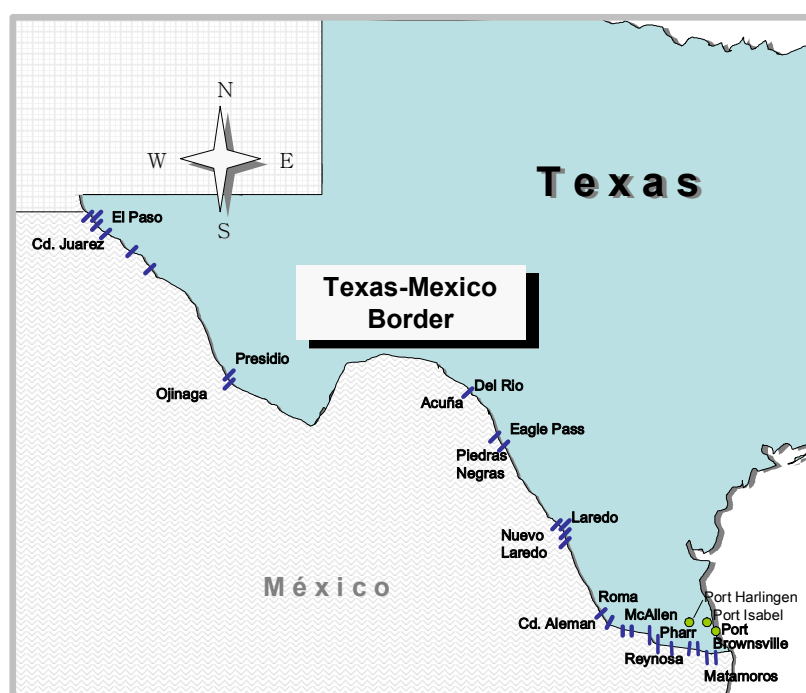 N
W
E
S
Texas
El Paso
Cd. Juarez
Texas-Mexico
Border
Presidio
Ojinaga
Del Rio
Acuña
Eagle Pass
Piedras
Negras
Laredo
Nuevo
Laredo
México
Roma
Port Harlingen
Cd. Aleman
McAllen
Port Isabel
Pharr
Port
Brownsville
Reynosa
Matamoros